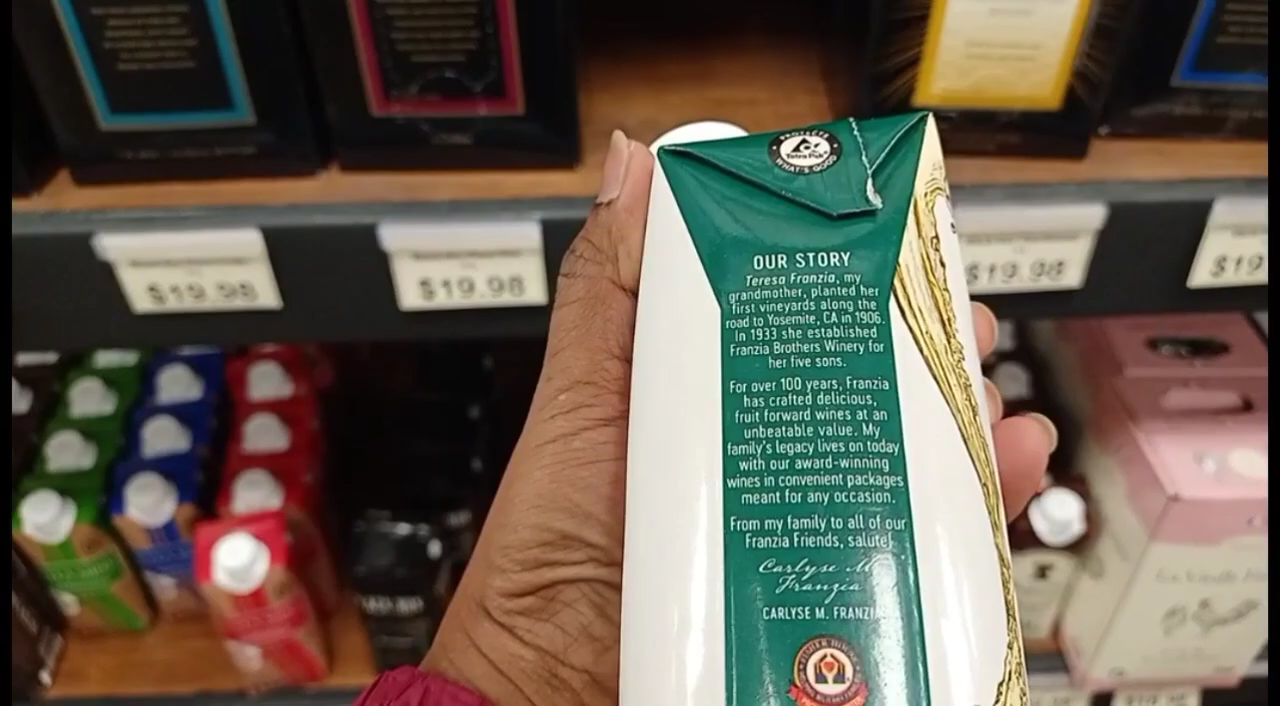 PROTECTS
Tetra Pak
WHAT'S GOOD
OUR STORY
Teresa Franzia, my
grandmother, planted her
first vineyards along the
road to Yosemite, CA in 1906.
In 1933 she established
Franzia Brothers Winery for
her five sons.
For over 100 years, Franzia
has crafted delicious,
fruit forward wines at an
unbeatable value. My
family's legacy lives on today
with our award-winning
wines in convenient packages
meant for any occasion.
From my family to all of our
Franzia Friends, salute!
Carlyse M.
Franzia
CARLYSE M. FRANZIA
$19.98
$19.98
$19.98
$19